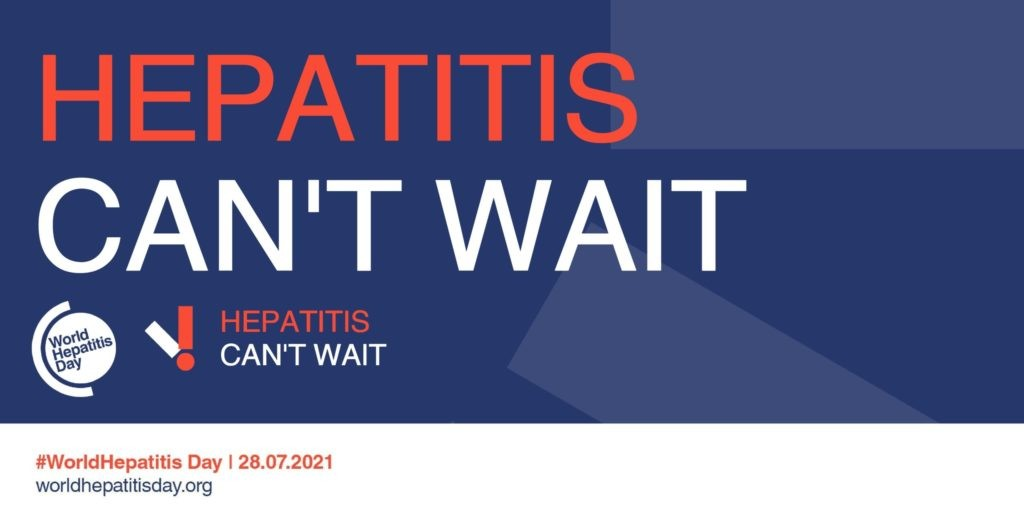 HEPATITIS
CAN'T WAIT
World
Hepatitis
Day
HEPATITIS
CAN'T WAIT
#WorldHepatitis Day | 28.07.2021
worldhepatitisday.org